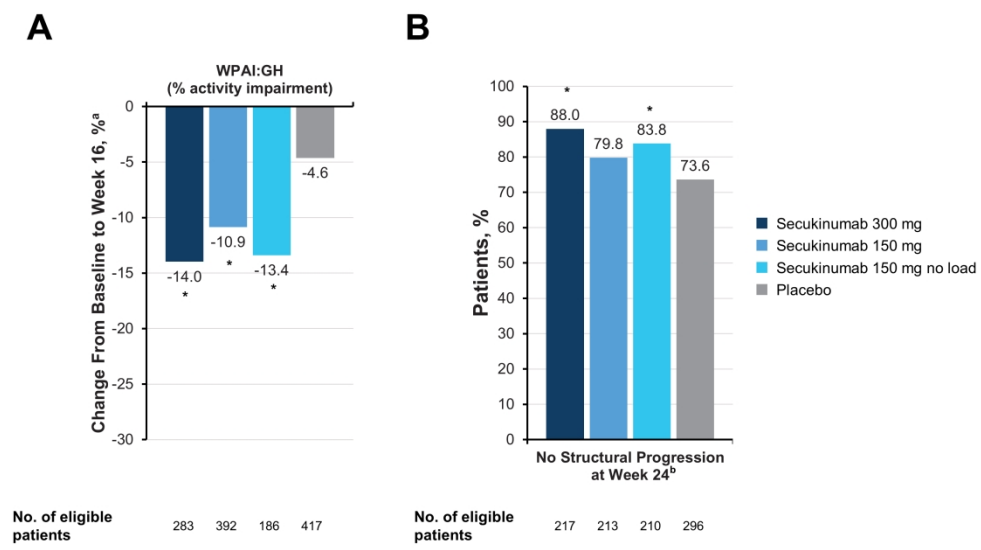 A
WPAI:GH
(% activity impairment)
Change From Baseline to Week 16, %ᵃ
0
-5
-10
-15
-20
-25
-30
-14.0
*
-10.9
*
-13.4
*
-4.6
No. of eligible
patients
283 392 186 417
B
Patients, %
100
90
80
70
60
50
40
30
20
10
0
*
88.0
79.8
*
83.8
73.6
No Structural Progression
at Week 24ᵇ
No. of eligible
patients
217 213 210 296
Secukinumab 300 mg
Secukinumab 150 mg
Secukinumab 150 mg no load
Placebo